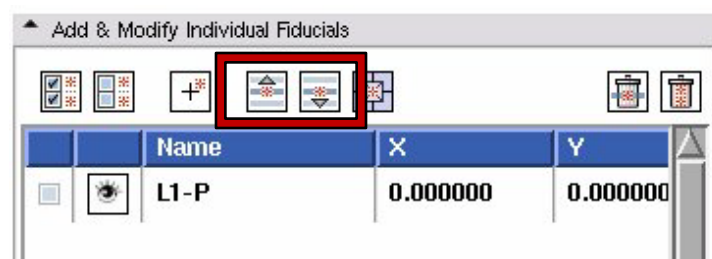 Add & Modify Individual Fiducials
Name X Y
L1-P 0.000000 0.000000